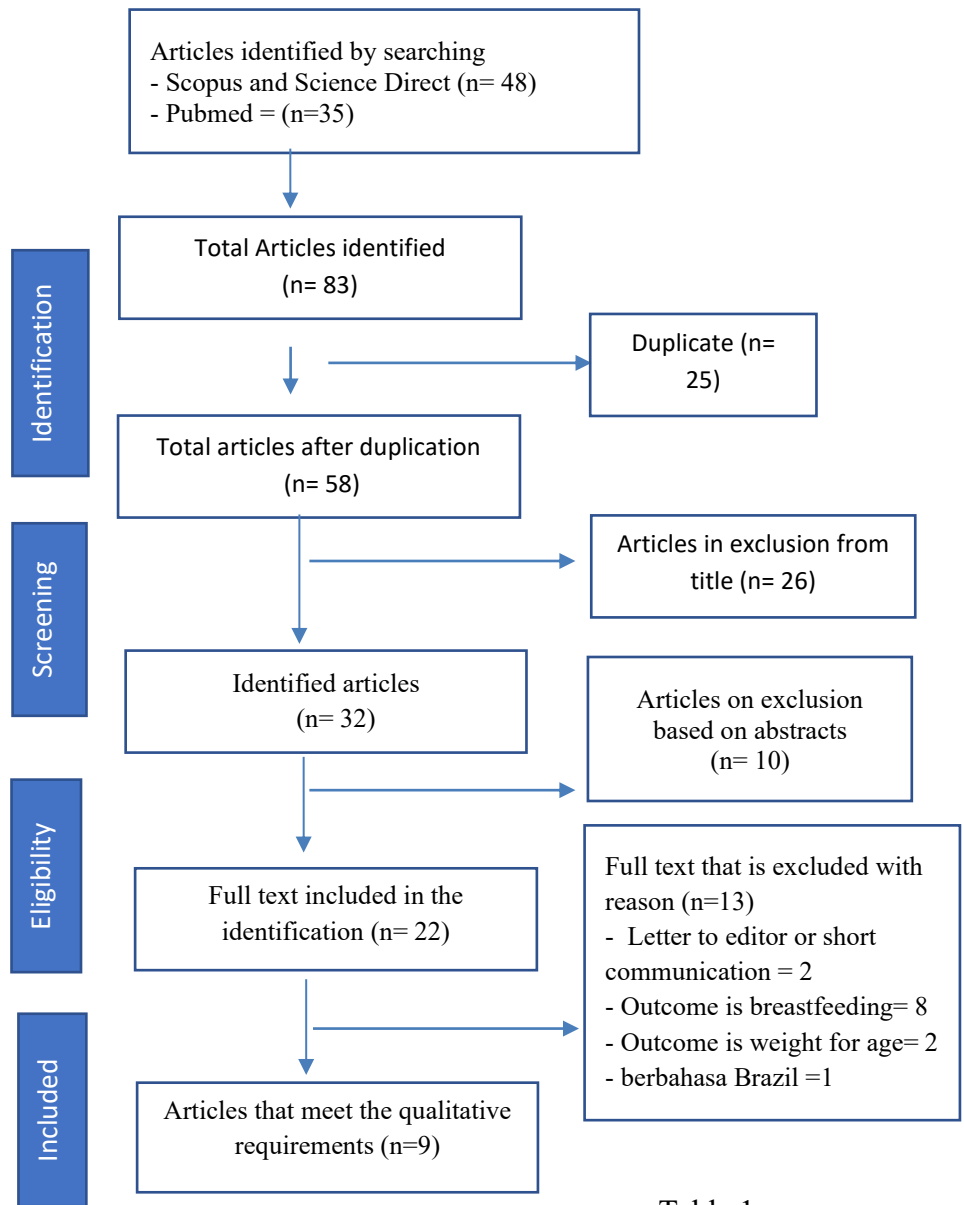 Articles identified by searching
- Scopus and Science Direct (n= 48)
- Pubmed = (n=35)
Identification
Total Articles identified
(n= 83)
Duplicate (n=
25)
Total articles after duplication
(n= 58)
Screening
Articles in exclusion from
title (n= 26)
Identified articles
(n= 32)
Articles on exclusion
based on abstracts
(n= 10)
Eligibility
Full text included in the
identification (n= 22)
Full text that is excluded with
reason (n=13)
- Letter to editor or short
communication = 2
- Outcome is breastfeeding= 8
- Outcome is weight for age= 2
- berbahasa Brazil =1
Included
Articles that meet the qualitative
requirements (n=9)